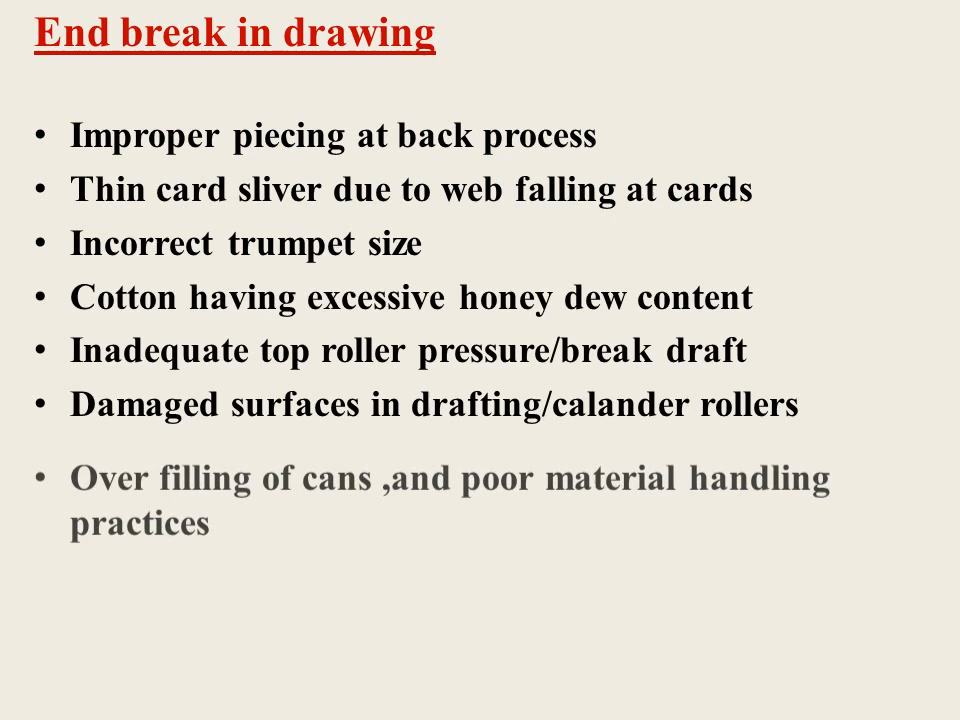 End break in drawing
• Improper piecing at back process
• Thin card sliver due to web falling at cards
• Incorrect trumpet size
• Cotton having excessive honey dew content
• Inadequate top roller pressure/break draft
• Damaged surfaces in drafting/calander rollers
• Over filling of cans ,and poor material handling
practices